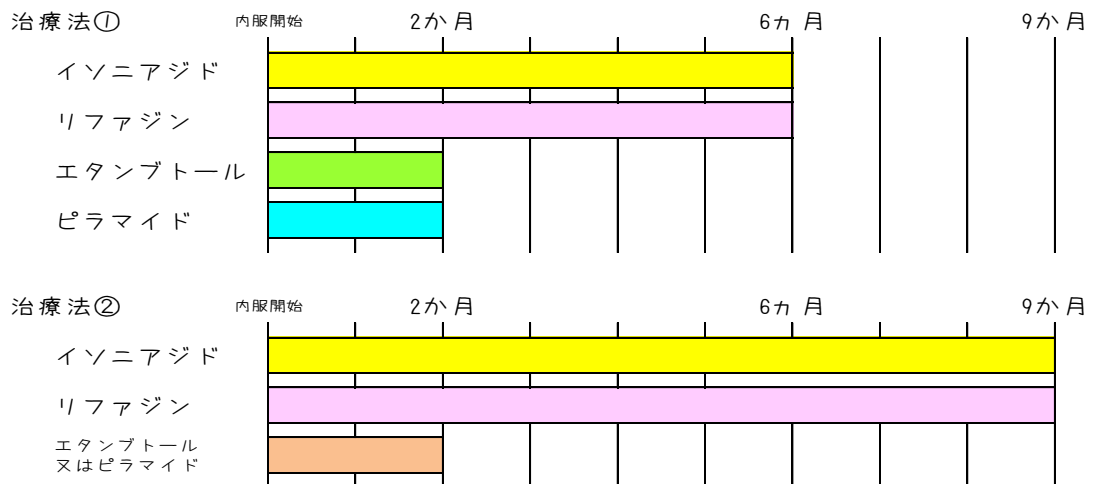 治療法① 内服開始 2か月 6ヵ月 9か月
イソニアジド
リファジン
エタンブトール
ピラマイド
治療法② 内服開始 2か月 6ヵ月 9か月
イソニアジド
リファジン
エタンブトール
又はピラマイド